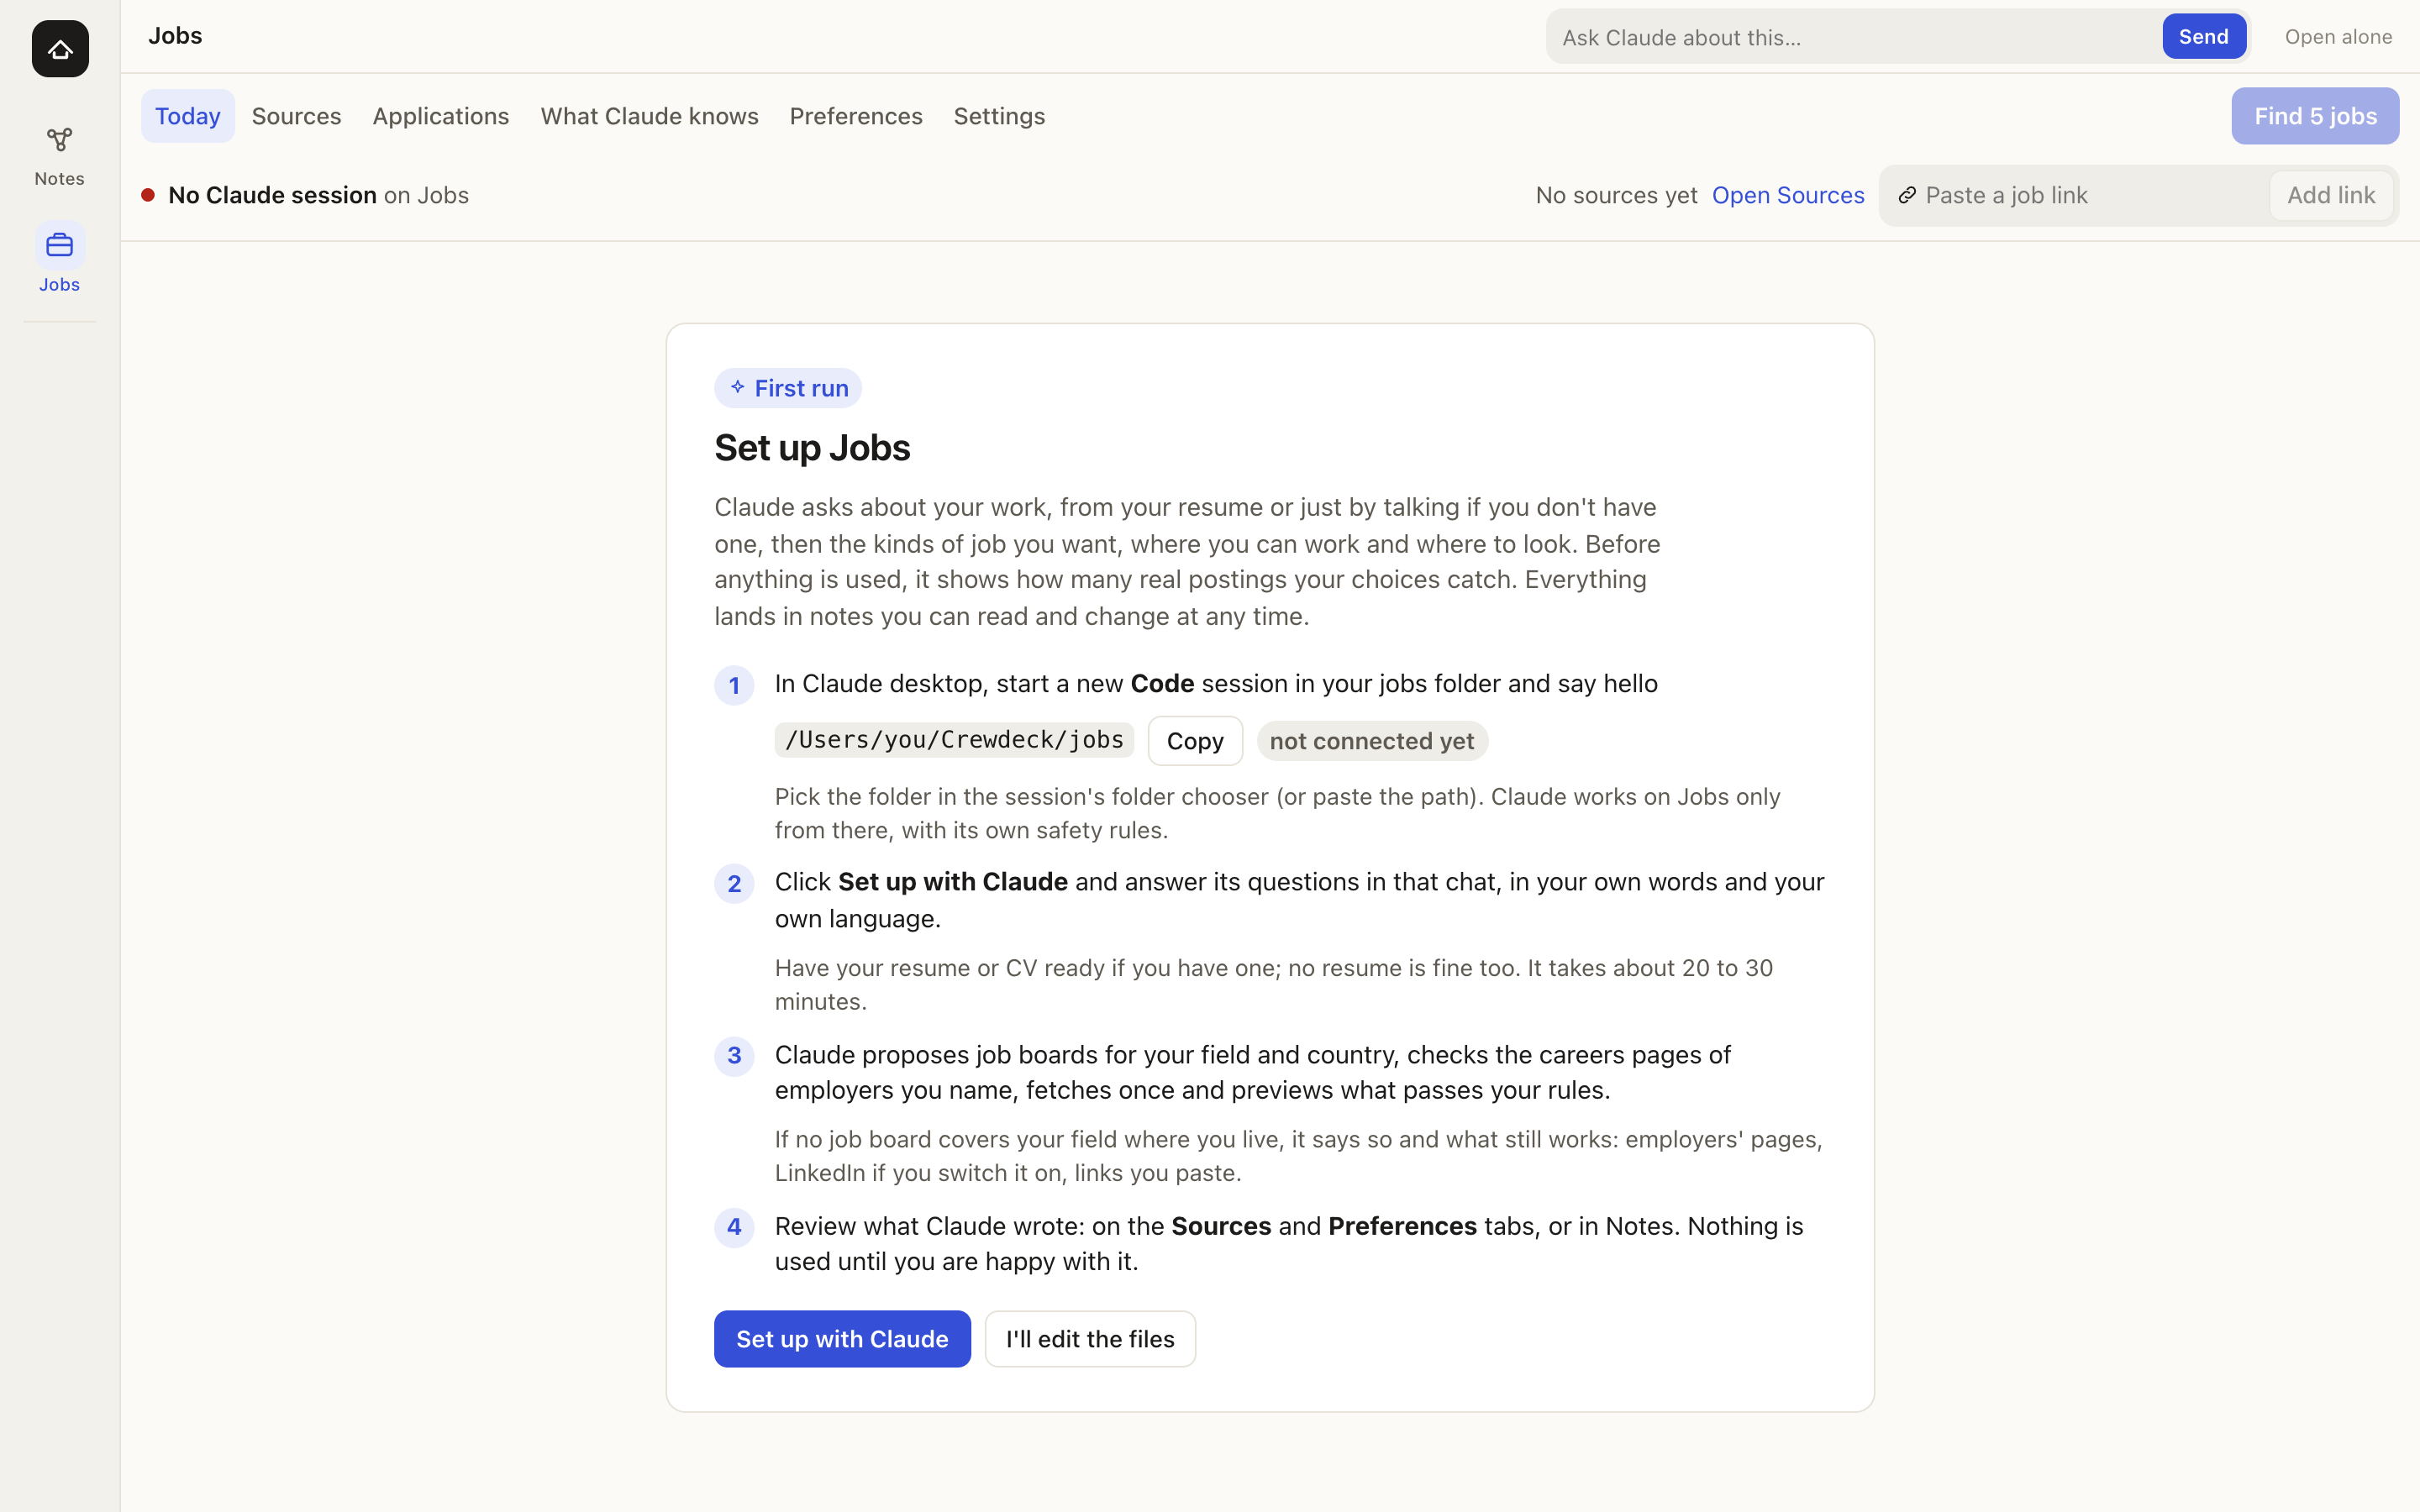 Jobs
Ask Claude about this...
Send
Open alone
Today
Sources
Applications
What Claude knows
Preferences
Settings
Find 5 jobs
Notes
Jobs
No Claude session on Jobs
No sources yet
Open Sources
Paste a job link
Add link
First run
Set up Jobs
Claude asks about your work, from your resume or just by talking if you don't have
one, then the kinds of job you want, where you can work and where to look. Before
anything is used, it shows how many real postings your choices catch. Everything
lands in notes you can read and change at any time.
1
In Claude desktop, start a new Code session in your jobs folder and say hello
/Users/you/Crewdeck/jobs
Copy
not connected yet
Pick the folder in the session's folder chooser (or paste the path). Claude works on Jobs only
from there, with its own safety rules.
2
Click Set up with Claude and answer its questions in that chat, in your own words and your
own language.
Have your resume or CV ready if you have one; no resume is fine too. It takes about 20 to 30
minutes.
3
Claude proposes job boards for your field and country, checks the careers pages of
employers you name, fetches once and previews what passes your rules.
If no job board covers your field where you live, it says so and what still works: employers' pages,
LinkedIn if you switch it on, links you paste.
4
Review what Claude wrote: on the Sources and Preferences tabs, or in Notes. Nothing is
used until you are happy with it.
Set up with Claude
I'll edit the files